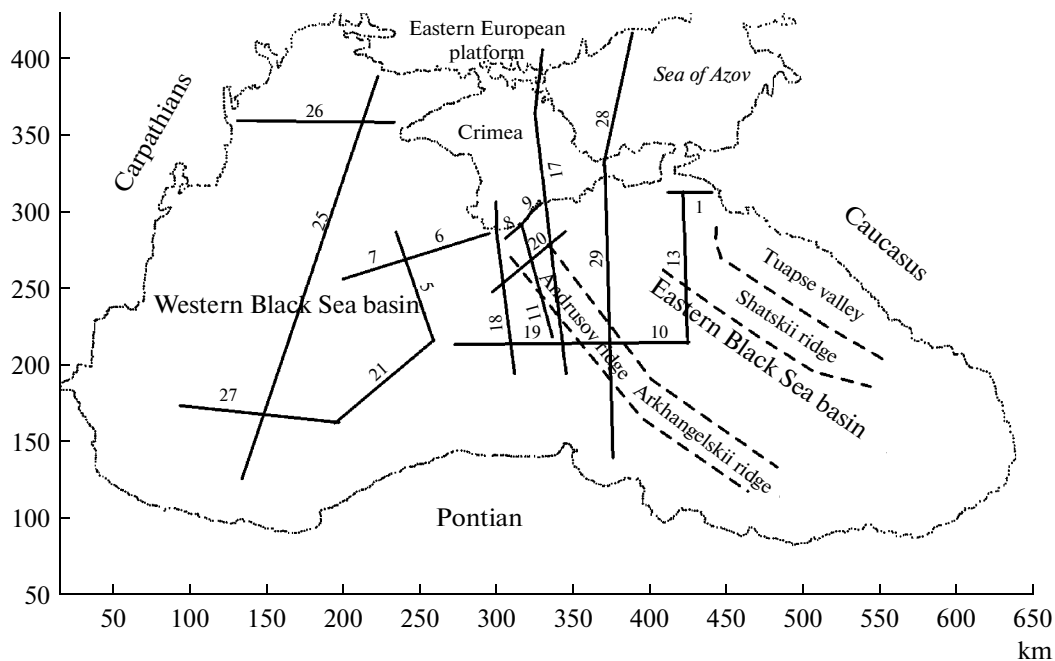 Eastern European
platform
400
Sea of Azov
Carpathians
28
26
350
Crimea
17
300
9
1
8
25
6
20
Caucasus
7
29
13
250
5
Tuapse valley
Andrusov ridge
Western Black Sea basin
Shatskii ridge
Eastern Black Sea basin
11
18
19
10
200
21
27
Arkhangelskii ridge
150
100
Pontian
50
50 100 150 200 250 300 350 400 450 500 550 600 650
km